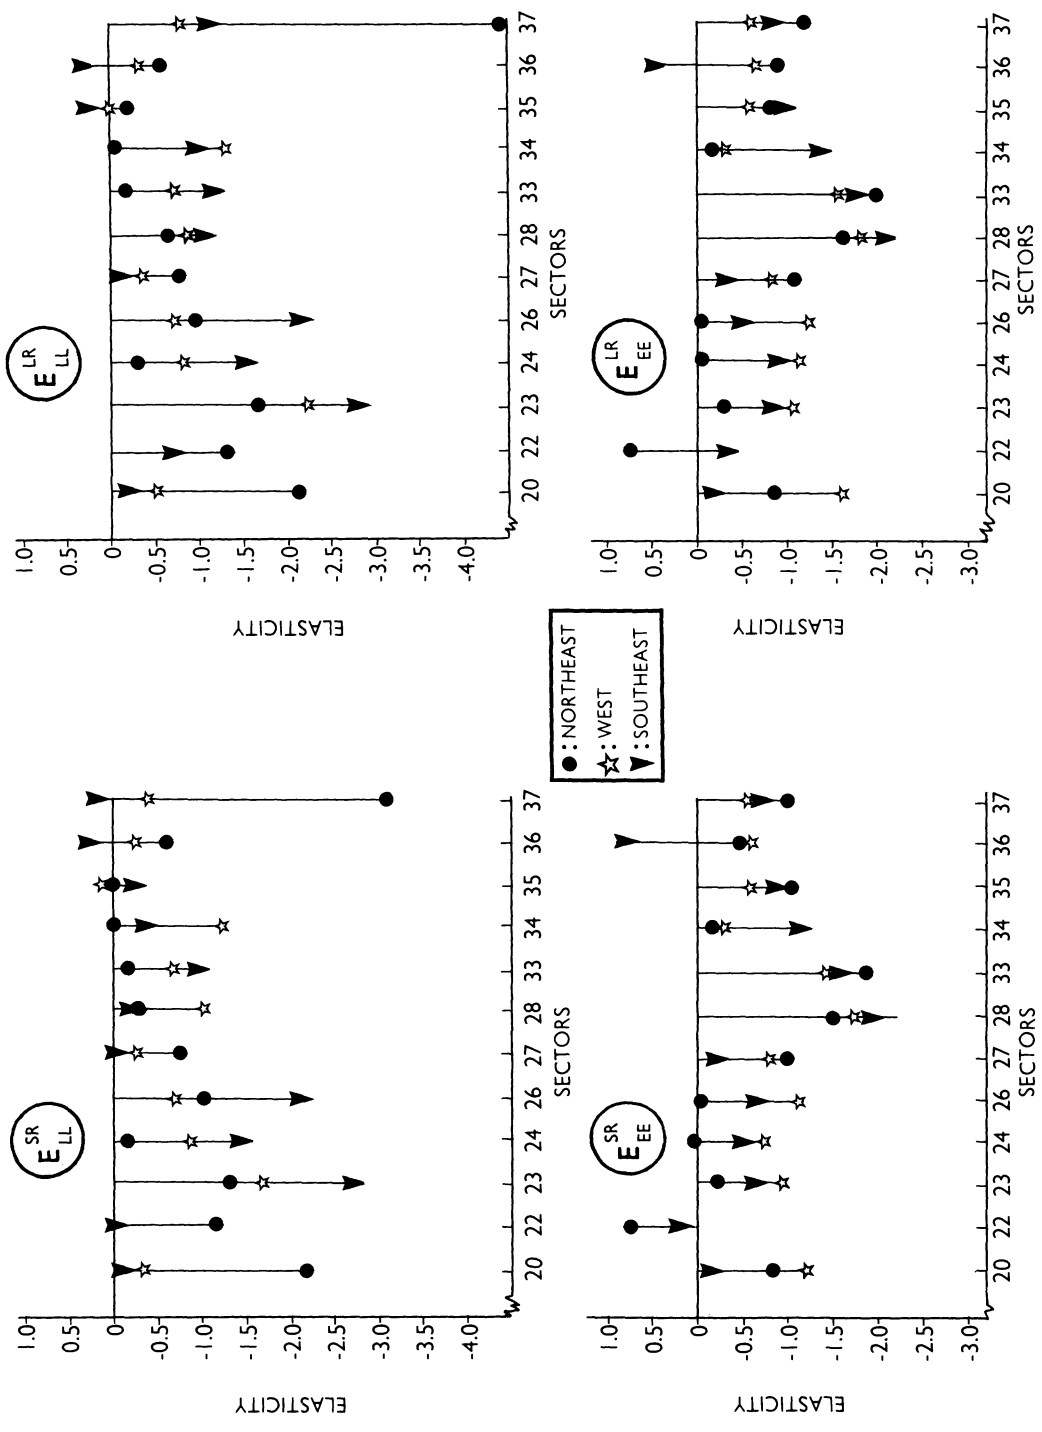 E SR LL
ELASTICITY
1.0
0.5
0
-0.5
-1.0
-1.5
-2.0
-2.5
-3.0
-3.5
-4.0
20 22 23 24 26 27 28 33 34 35 36 37
SECTORS
E LR LL
ELASTICITY
1.0
0.5
0
-0.5
-1.0
-1.5
-2.0
-2.5
-3.0
-3.5
-4.0
20 22 23 24 26 27 28 33 34 35 36 37
SECTORS
: NORTHEAST
: WEST
: SOUTHEAST
E SR EE
ELASTICITY
1.0
0.5
0
-0.5
-1.0
-1.5
-2.0
-2.5
-3.0
20 22 23 24 26 27 28 33 34 35 36 37
SECTORS
E LR EE
ELASTICITY
1.0
0.5
0
-0.5
-1.0
-1.5
-2.0
-2.5
-3.0
20 22 23 24 26 27 28 33 34 35 36 37
SECTORS